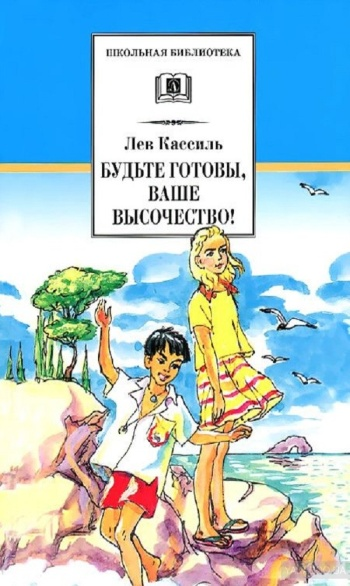 ШКОЛЬНАЯ БИБЛИОТЕКА
Лев Кассиль
БУДЬТЕ ГОТОВЫ,
ВАШЕ
ВЫСОЧЕСТВО!